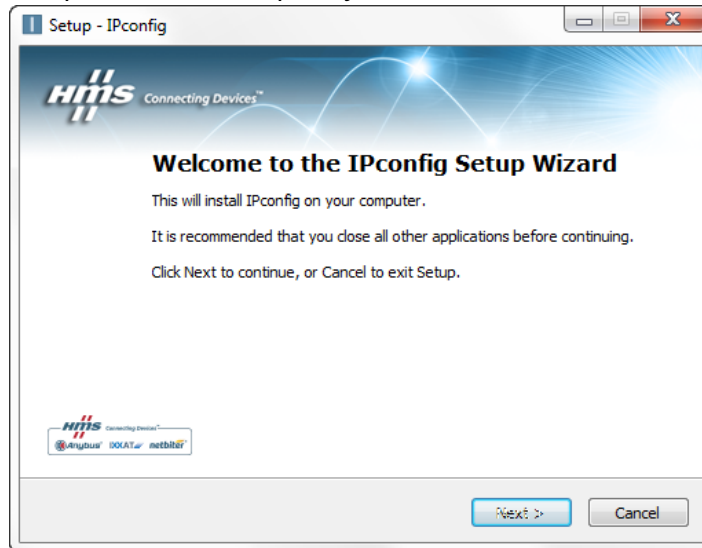 Setup - IPconfig
HMS Connecting Devices™
Welcome to the IPconfig Setup Wizard
This will install IPconfig on your computer.
It is recommended that you close all other applications before continuing.
Click Next to continue, or Cancel to exit Setup.
HMS Connecting Devices™
Anybus® IXXAT netbiter®
Next > Cancel